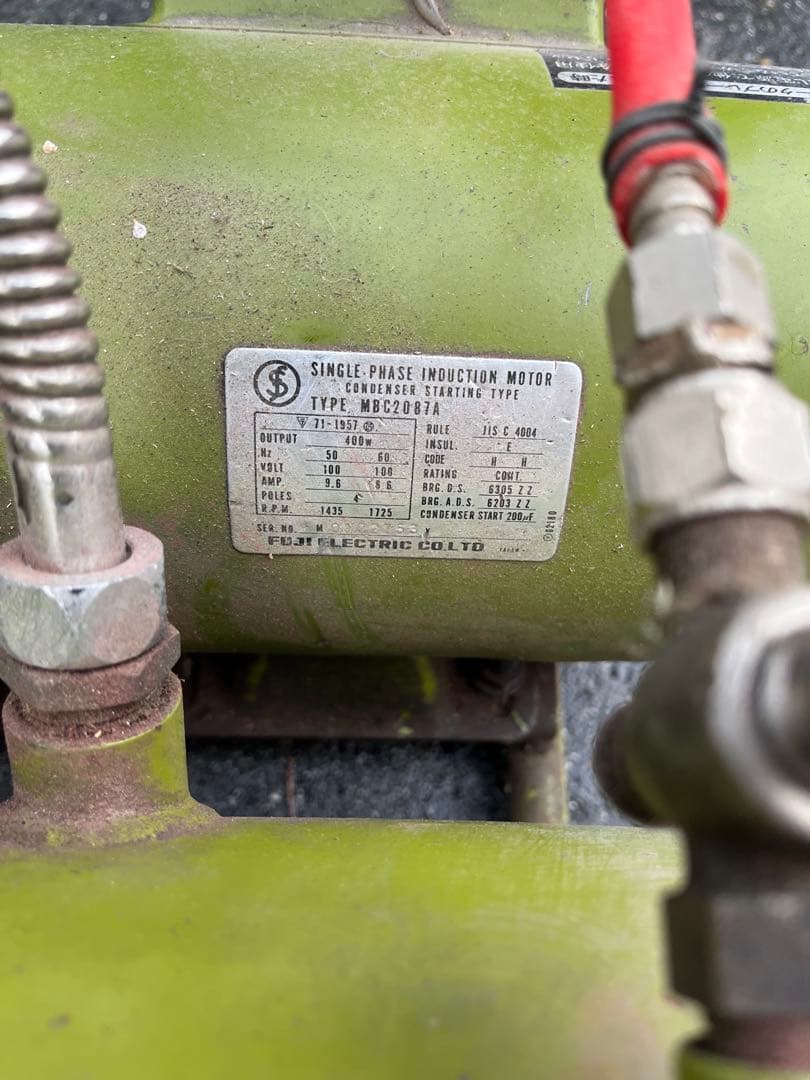 SINGLE-PHASE INDUCTION MOTOR
CONDENSER STARTING TYPE
TYPE MBC2087A
71-1957
OUTPUT 400W
Hz 50 60
VOLT 100 100
AMP. 9.6 8.6
POLES 4
R.P.M. 1435 1725
RULE JIS C 4004
INSUL. E
CODE H H
RATING CONT.
BRG. D.S. 6305 ZZ
BRG. A.D.S. 6203 ZZ
CONDENSER START 200μF
SER. NO. M
FUJI ELECTRIC CO.LTD